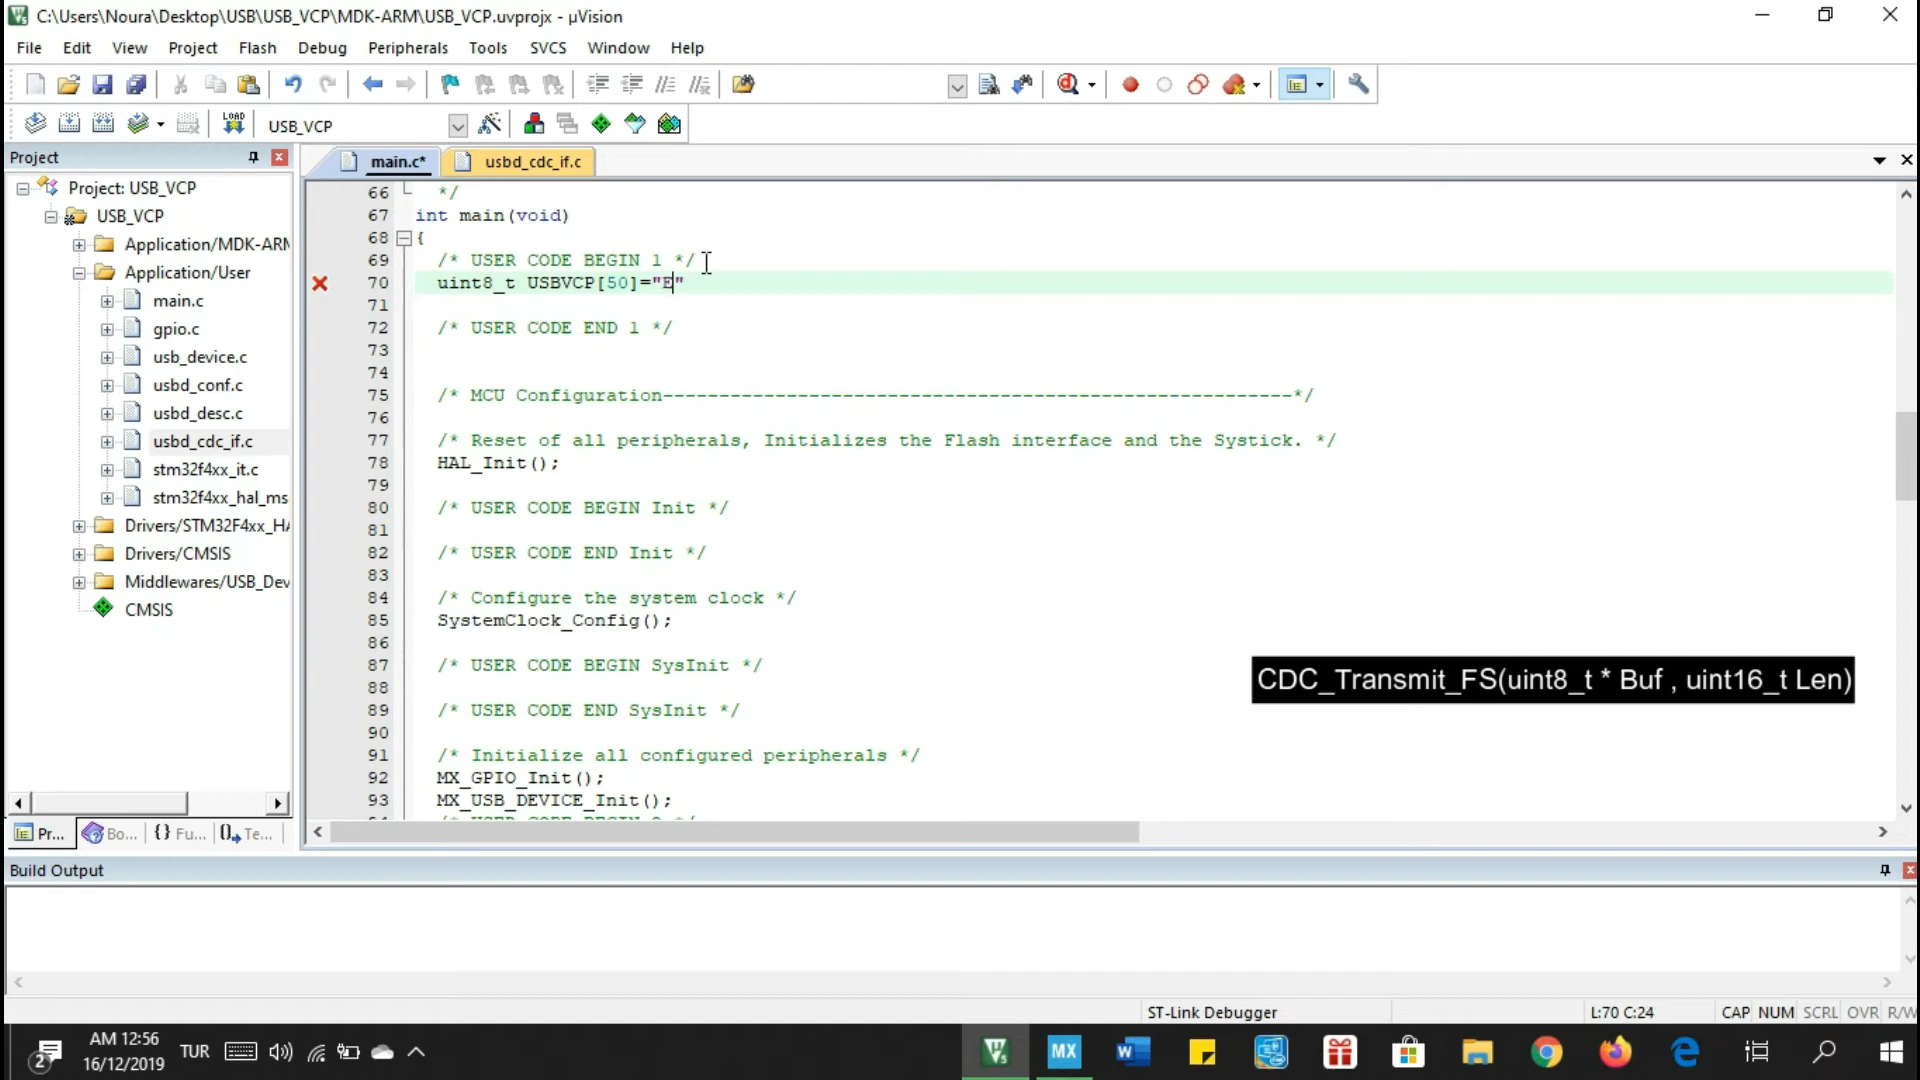 C:\Users\Noura\Desktop\USB\USB_VCP\MDK-ARM\USB_VCP.uvprojx - µVision
File Edit View Project Flash Debug Peripherals Tools SVCS Window Help
LOAD
USB_VCP
Project
main.c*
usbd_cdc_if.c
Project: USB_VCP
USB_VCP
Application/MDK-ARM
Application/User
main.c
gpio.c
usb_device.c
usbd_conf.c
usbd_desc.c
usbd_cdc_if.c
stm32f4xx_it.c
stm32f4xx_hal_ms
Drivers/STM32F4xx_HA
Drivers/CMSIS
Middlewares/USB_Dev
CMSIS
Pr... Bo... {} Fu... Te...
66 */
67 int main(void)
68 {
69 /* USER CODE BEGIN 1 */
70 uint8_t USBVCP[50]="E"
71
72 /* USER CODE END 1 */
73
74
75 /* MCU Configuration--------------------------------------------------------*/
76
77 /* Reset of all peripherals, Initializes the Flash interface and the Systick. */
78 HAL_Init();
79
80 /* USER CODE BEGIN Init */
81
82 /* USER CODE END Init */
83
84 /* Configure the system clock */
85 SystemClock_Config();
86
87 /* USER CODE BEGIN SysInit */
88
89 /* USER CODE END SysInit */
90
91 /* Initialize all configured peripherals */
92 MX_GPIO_Init();
93 MX_USB_DEVICE_Init();
CDC_Transmit_FS(uint8_t * Buf , uint16_t Len)
Build Output
ST-Link Debugger
L:70 C:24
CAP NUM SCRL OVR R/W
2
AM 12:56
16/12/2019
TUR
MX